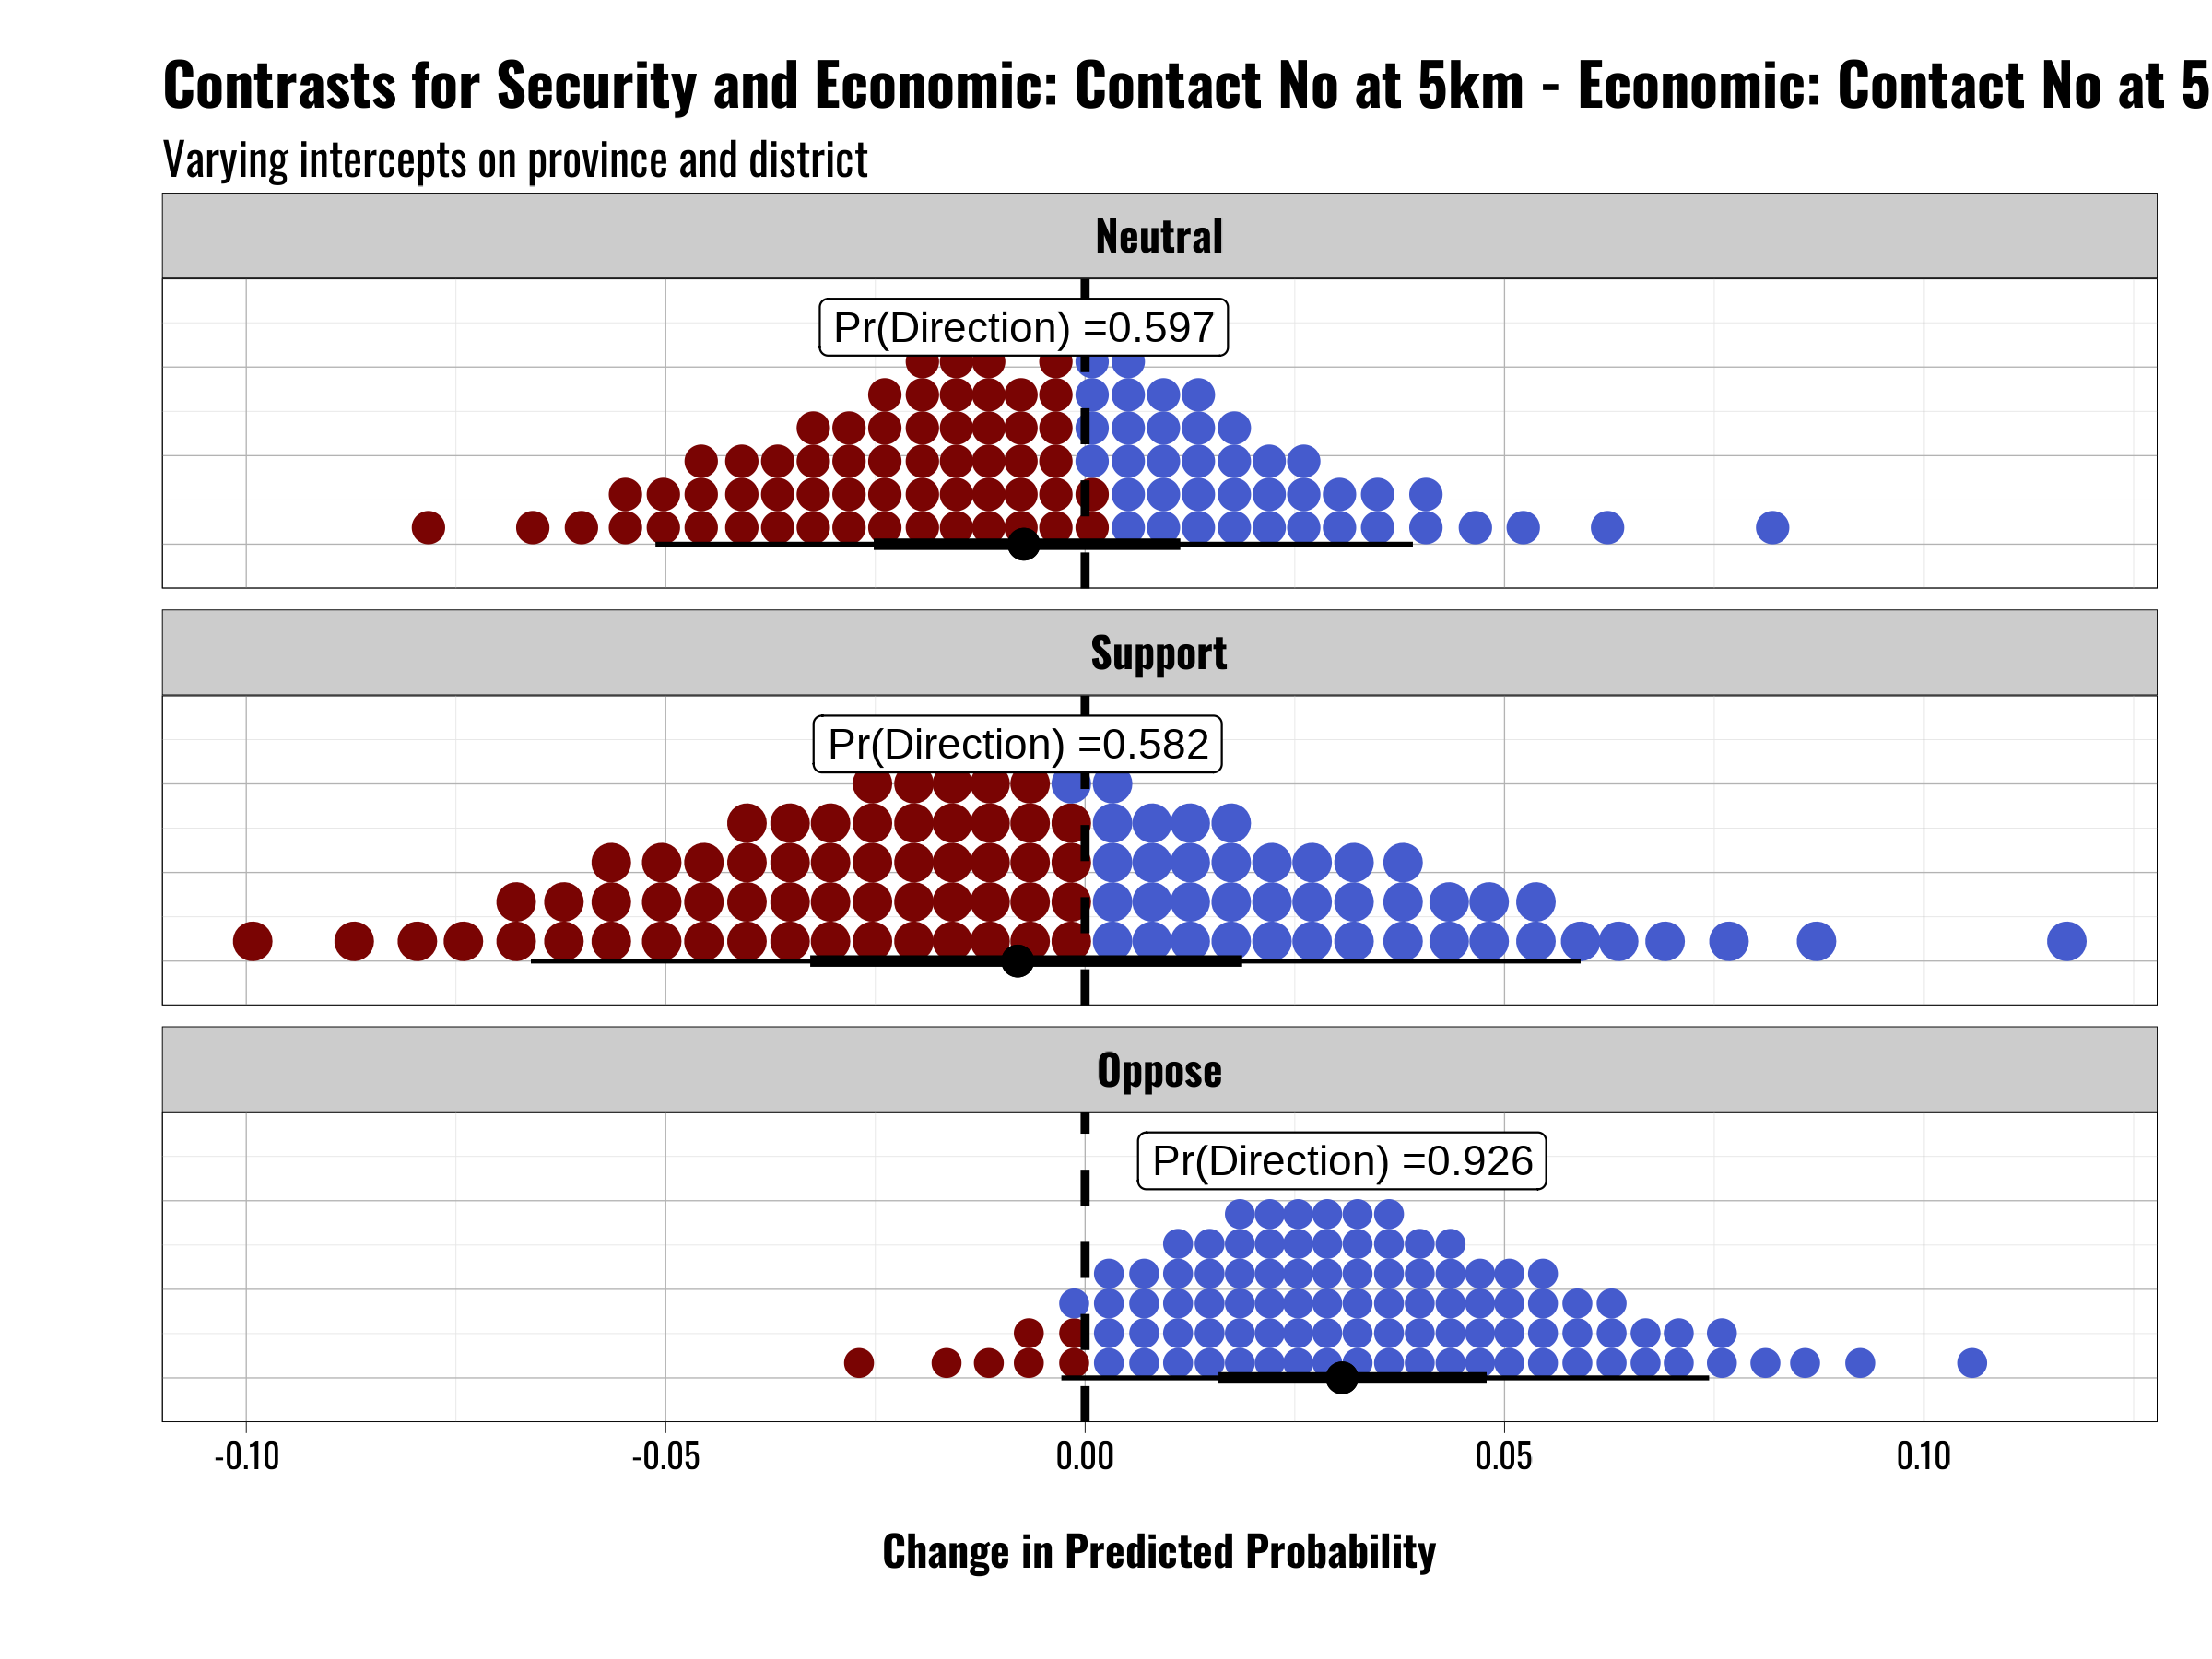 Contrasts for Security and Economic: Contact No at 5km - Economic: Contact No at 5
Varying intercepts on province and district
Neutral
Pr(Direction) =0.597
Support
Pr(Direction) =0.582
Oppose
Pr(Direction) =0.926
-0.10 -0.05 0.00 0.05 0.10
Change in Predicted Probability